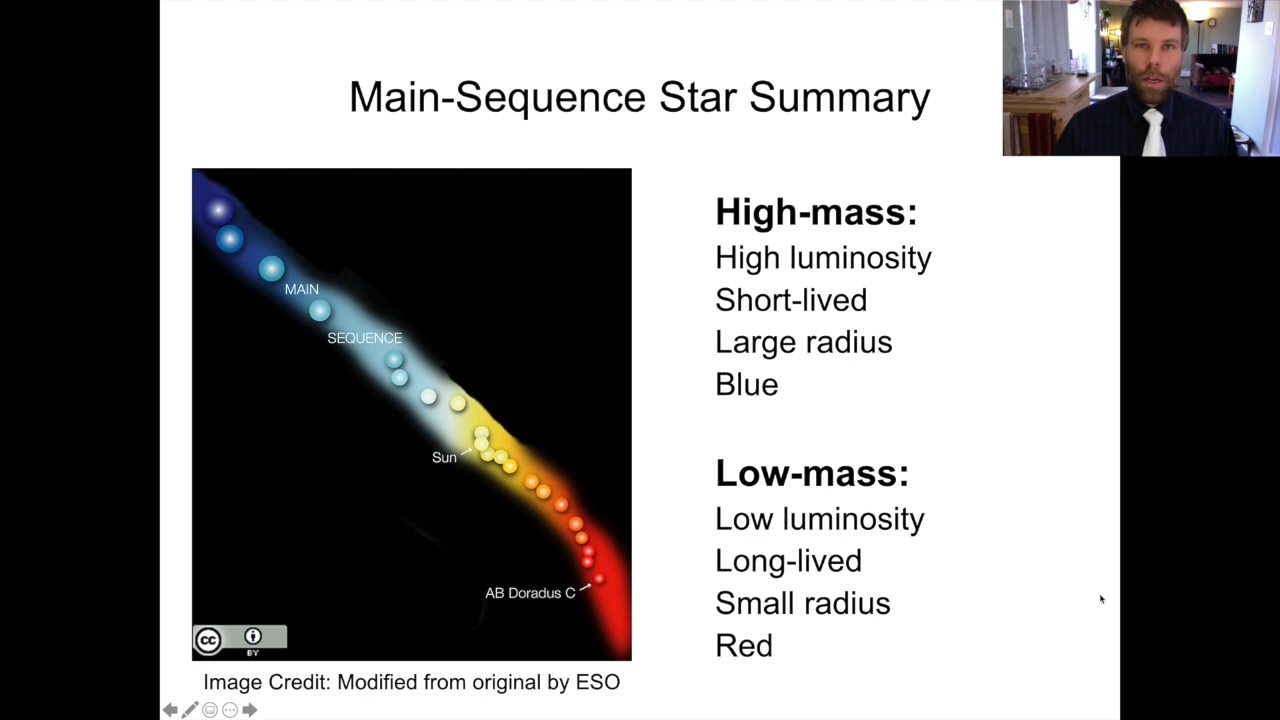 Main-Sequence Star Summary
MAIN
SEQUENCE
Sun
AB Doradus C
cc
BY
Image Credit: Modified from original by ESO
High-mass:
High luminosity
Short-lived
Large radius
Blue
Low-mass:
Low luminosity
Long-lived
Small radius
Red